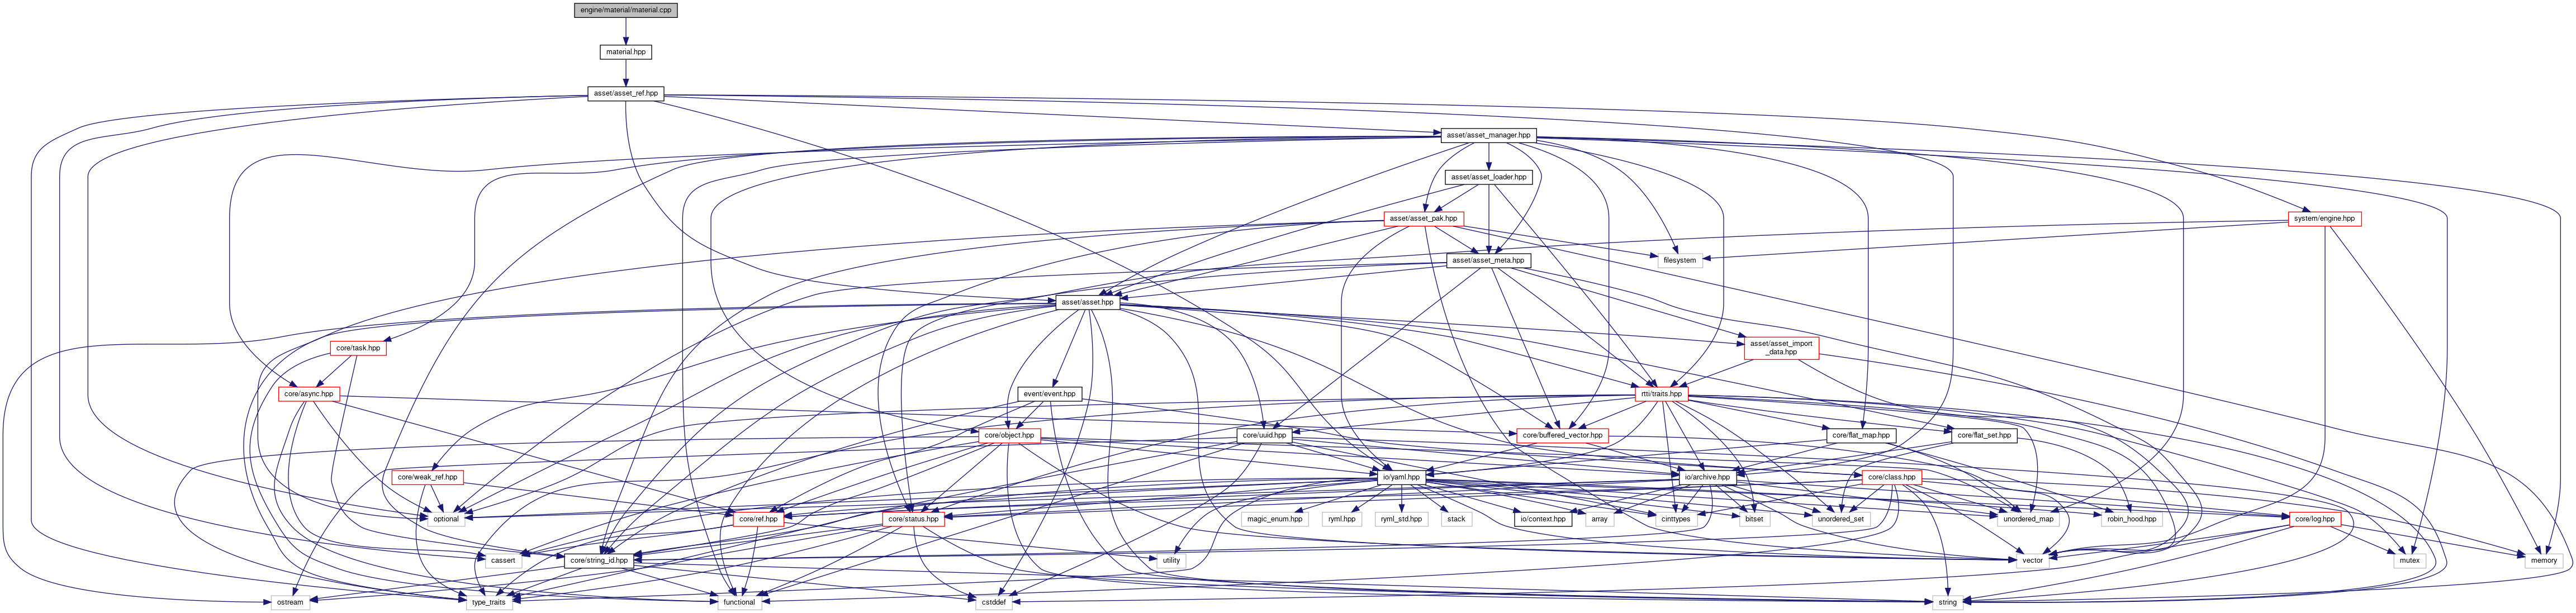 engine/material/material.cpp
material.hpp
asset/asset_ref.hpp
asset/asset_manager.hpp
asset/asset_loader.hpp
asset/asset_pak.hpp
system/engine.hpp
filesystem
asset/asset_meta.hpp
asset/asset.hpp
core/task.hpp
asset/asset_import
_data.hpp
core/async.hpp
event/event.hpp
rtti/traits.hpp
core/object.hpp
core/uuid.hpp
core/buffered_vector.hpp
core/flat_map.hpp
core/flat_set.hpp
core/weak_ref.hpp
io/yaml.hpp
io/archive.hpp
core/class.hpp
optional
core/ref.hpp
core/status.hpp
magic_enum.hpp
ryml.hpp
ryml_std.hpp
stack
io/context.hpp
array
cinttypes
bitset
unordered_set
unordered_map
robin_hood.hpp
core/log.hpp
cassert
core/string_id.hpp
utility
vector
mutex
memory
ostream
type_traits
functional
cstddef
string